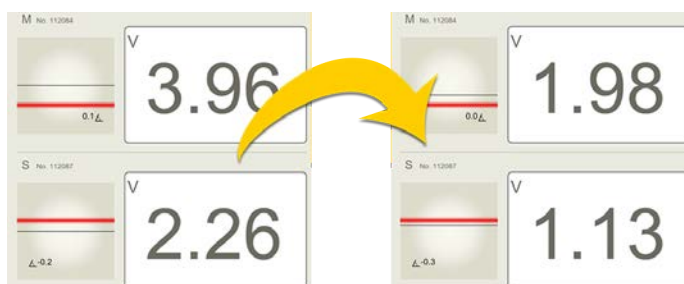 M No. 112084
V
3.96
0.1
S No. 112087
V
2.26
-0.2
M No. 112084
V
1.98
0.0
S No. 112087
V
1.13
-0.3